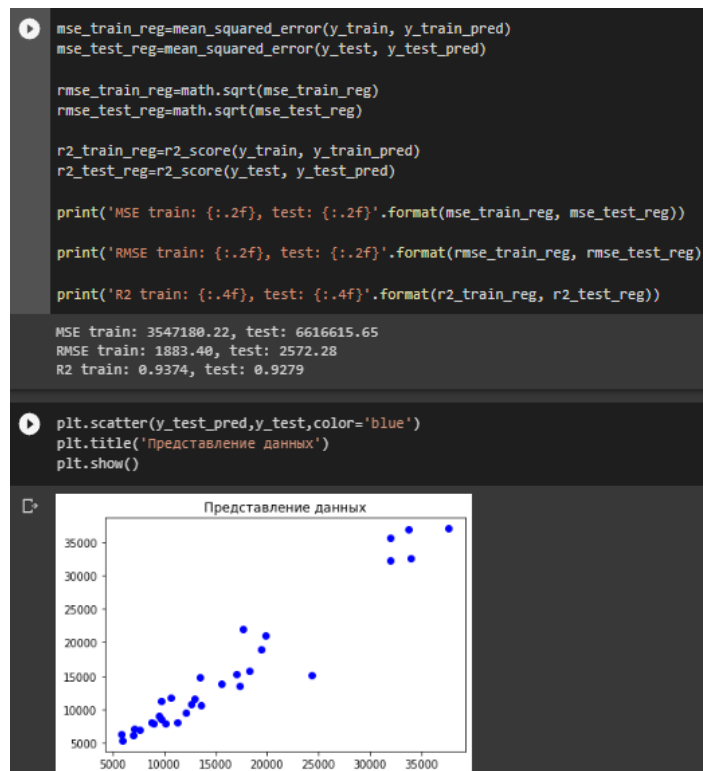 mse_train_reg=mean_squared_error(y_train, y_train_pred)
mse_test_reg=mean_squared_error(y_test, y_test_pred)
rmse_train_reg=math.sqrt(mse_train_reg)
rmse_test_reg=math.sqrt(mse_test_reg)
r2_train_reg=r2_score(y_train, y_train_pred)
r2_test_reg=r2_score(y_test, y_test_pred)
print('MSE train: {:.2f}, test: {:.2f}'.format(mse_train_reg, mse_test_reg))
print('RMSE train: {:.2f}, test: {:.2f}'.format(rmse_train_reg, rmse_test_reg)
print('R2 train: {:.4f}, test: {:.4f}'.format(r2_train_reg, r2_test_reg))
MSE train: 3547180.22, test: 6616615.65
RMSE train: 1883.40, test: 2572.28
R2 train: 0.9374, test: 0.9279
plt.scatter(y_test_pred,y_test,color='blue')
plt.title('Представление данных')
plt.show()
Представление данных
35000
30000
25000
20000
15000
10000
5000
5000 10000 15000 20000 25000 30000 35000